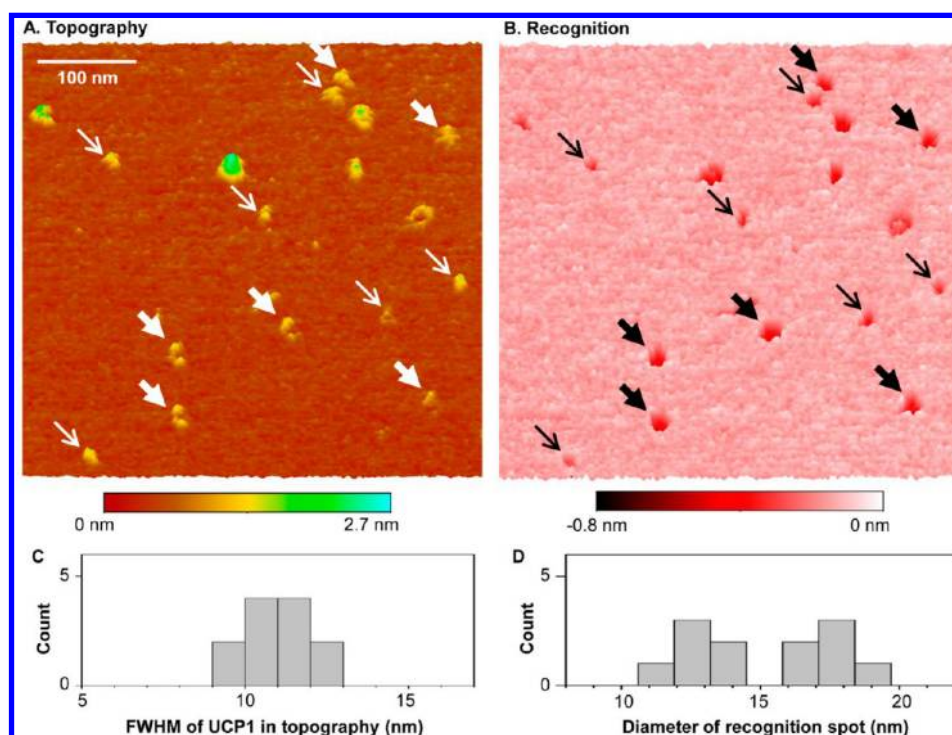 A. Topography
B. Recognition
100 nm
0 nm
2.7 nm
-0.8 nm
0 nm
C
5
0
Count
5
10
15
FWHM of UCP1 in topography (nm)
D
5
0
Count
10
15
20
Diameter of recognition spot (nm)